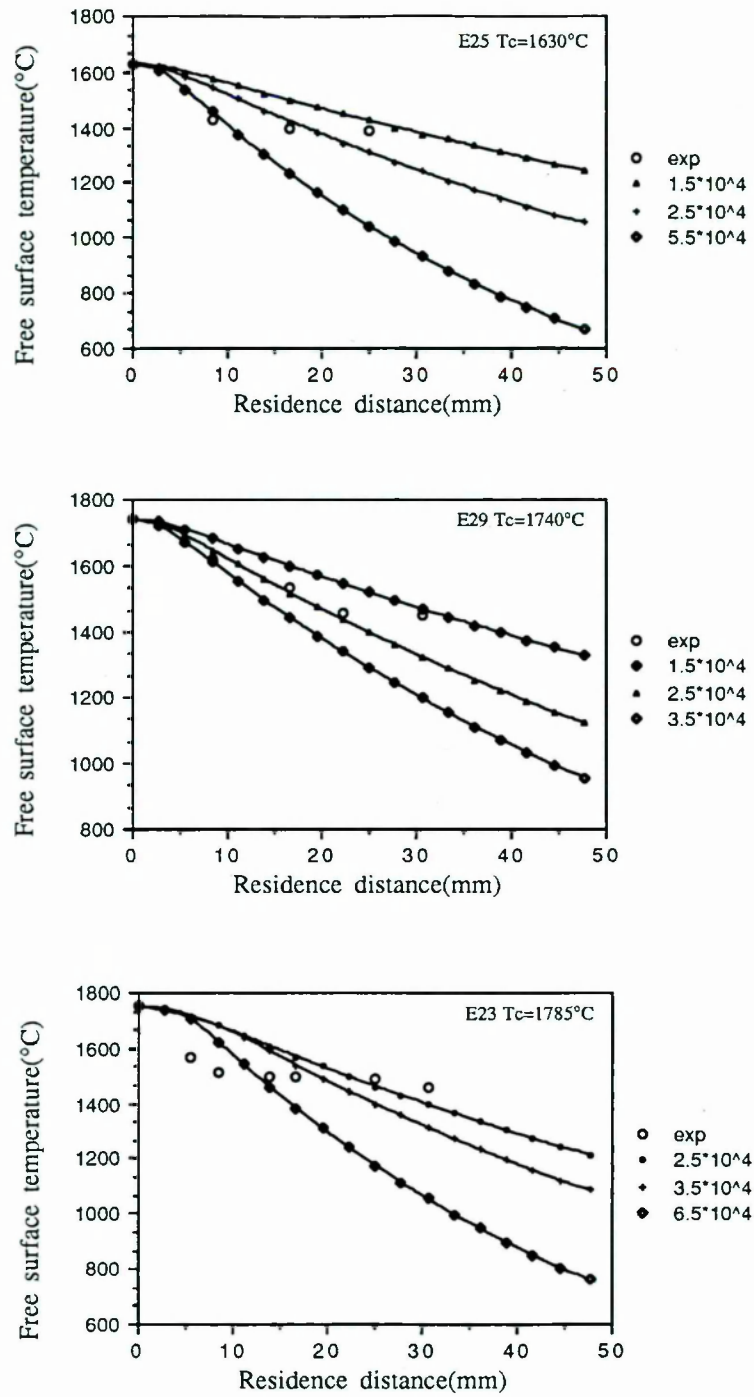 E25 Tc=1630°C
Free surface temperature(°C)
1800
1600
1400
1200
1000
800
600
0 10 20 30 40 50
Residence distance(mm)
exp
1.5*10^4
2.5*10^4
5.5*10^4
E29 Tc=1740°C
Free surface temperature(°C)
1800
1600
1400
1200
1000
800
0 10 20 30 40 50
Residence distance(mm)
exp
1.5*10^4
2.5*10^4
3.5*10^4
E23 Tc=1785°C
Free surface temperature(°C)
1800
1600
1400
1200
1000
800
600
0 10 20 30 40 50
Residence distance(mm)
exp
2.5*10^4
3.5*10^4
6.5*10^4